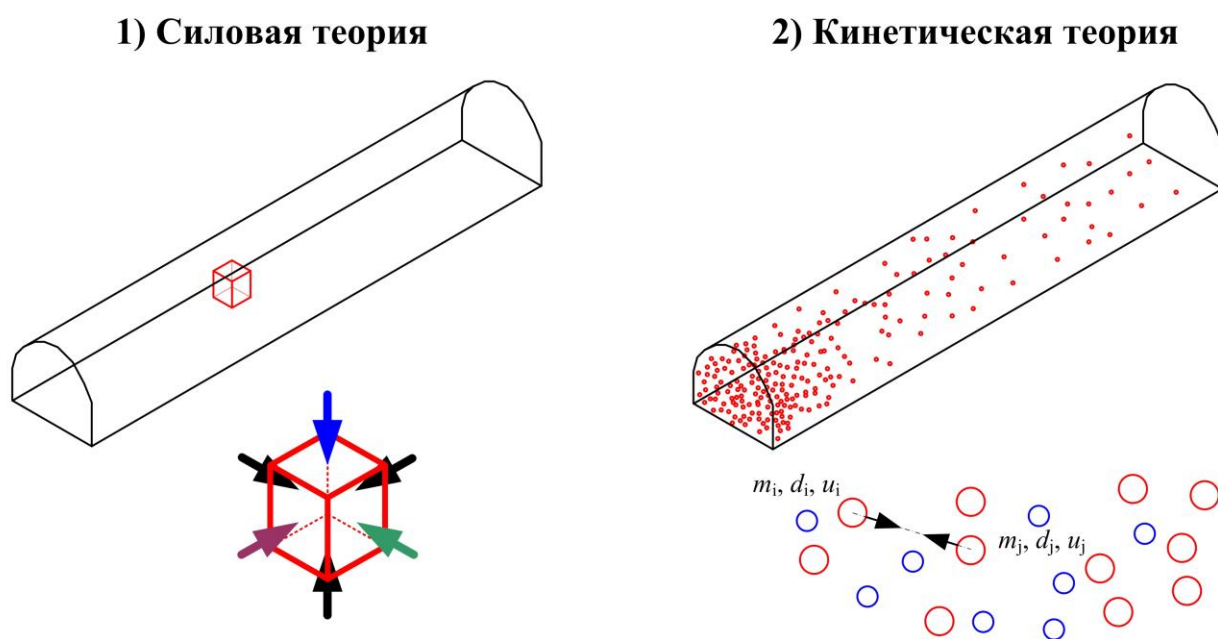 1) Силовая теория
2) Кинетическая теория
mi, di, ui
mj, dj, uj